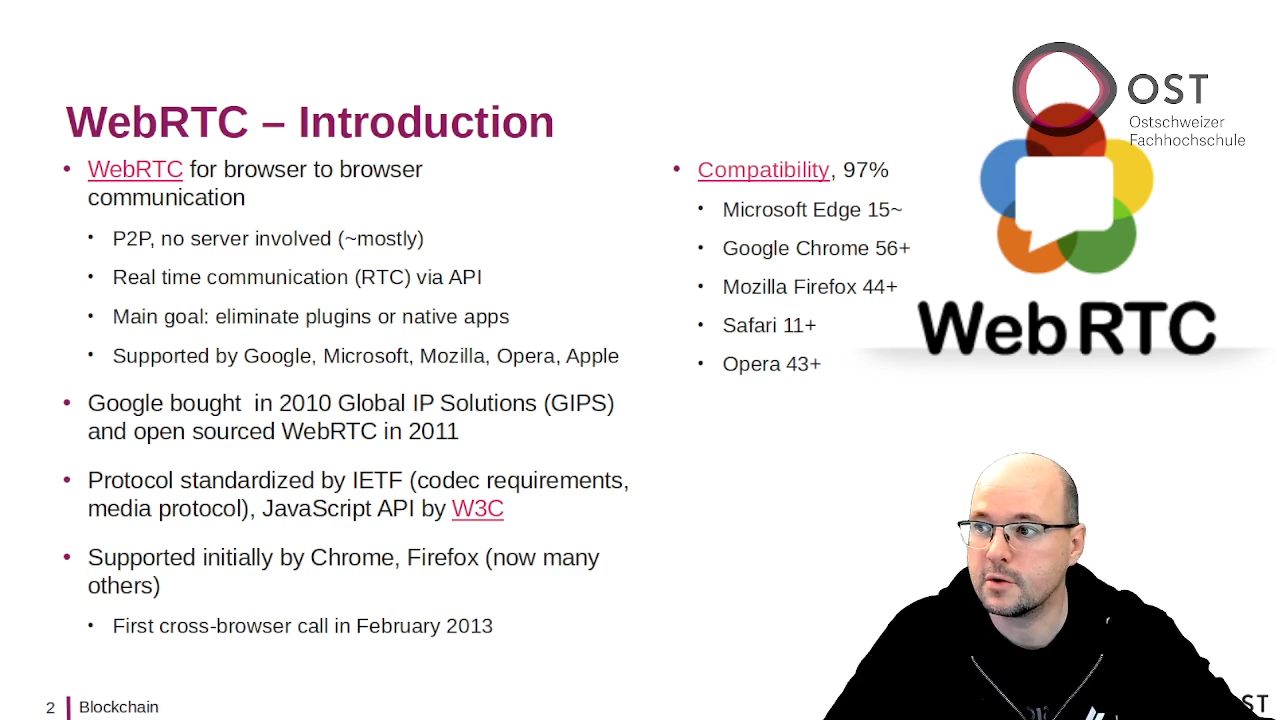 OST
Ostschweizer
Fachhochschule
WebRTC – Introduction
• WebRTC for browser to browser
communication
• P2P, no server involved (~mostly)
• Real time communication (RTC) via API
• Main goal: eliminate plugins or native apps
• Supported by Google, Microsoft, Mozilla, Opera, Apple
• Google bought  in 2010 Global IP Solutions (GIPS)
and open sourced WebRTC in 2011
• Protocol standardized by IETF (codec requirements,
media protocol), JavaScript API by W3C
• Supported initially by Chrome, Firefox (now many
others)
• First cross-browser call in February 2013
• Compatibility, 97%
• Microsoft Edge 15~
• Google Chrome 56+
• Mozilla Firefox 44+
• Safari 11+
• Opera 43+
WebRTC
2 Blockchain